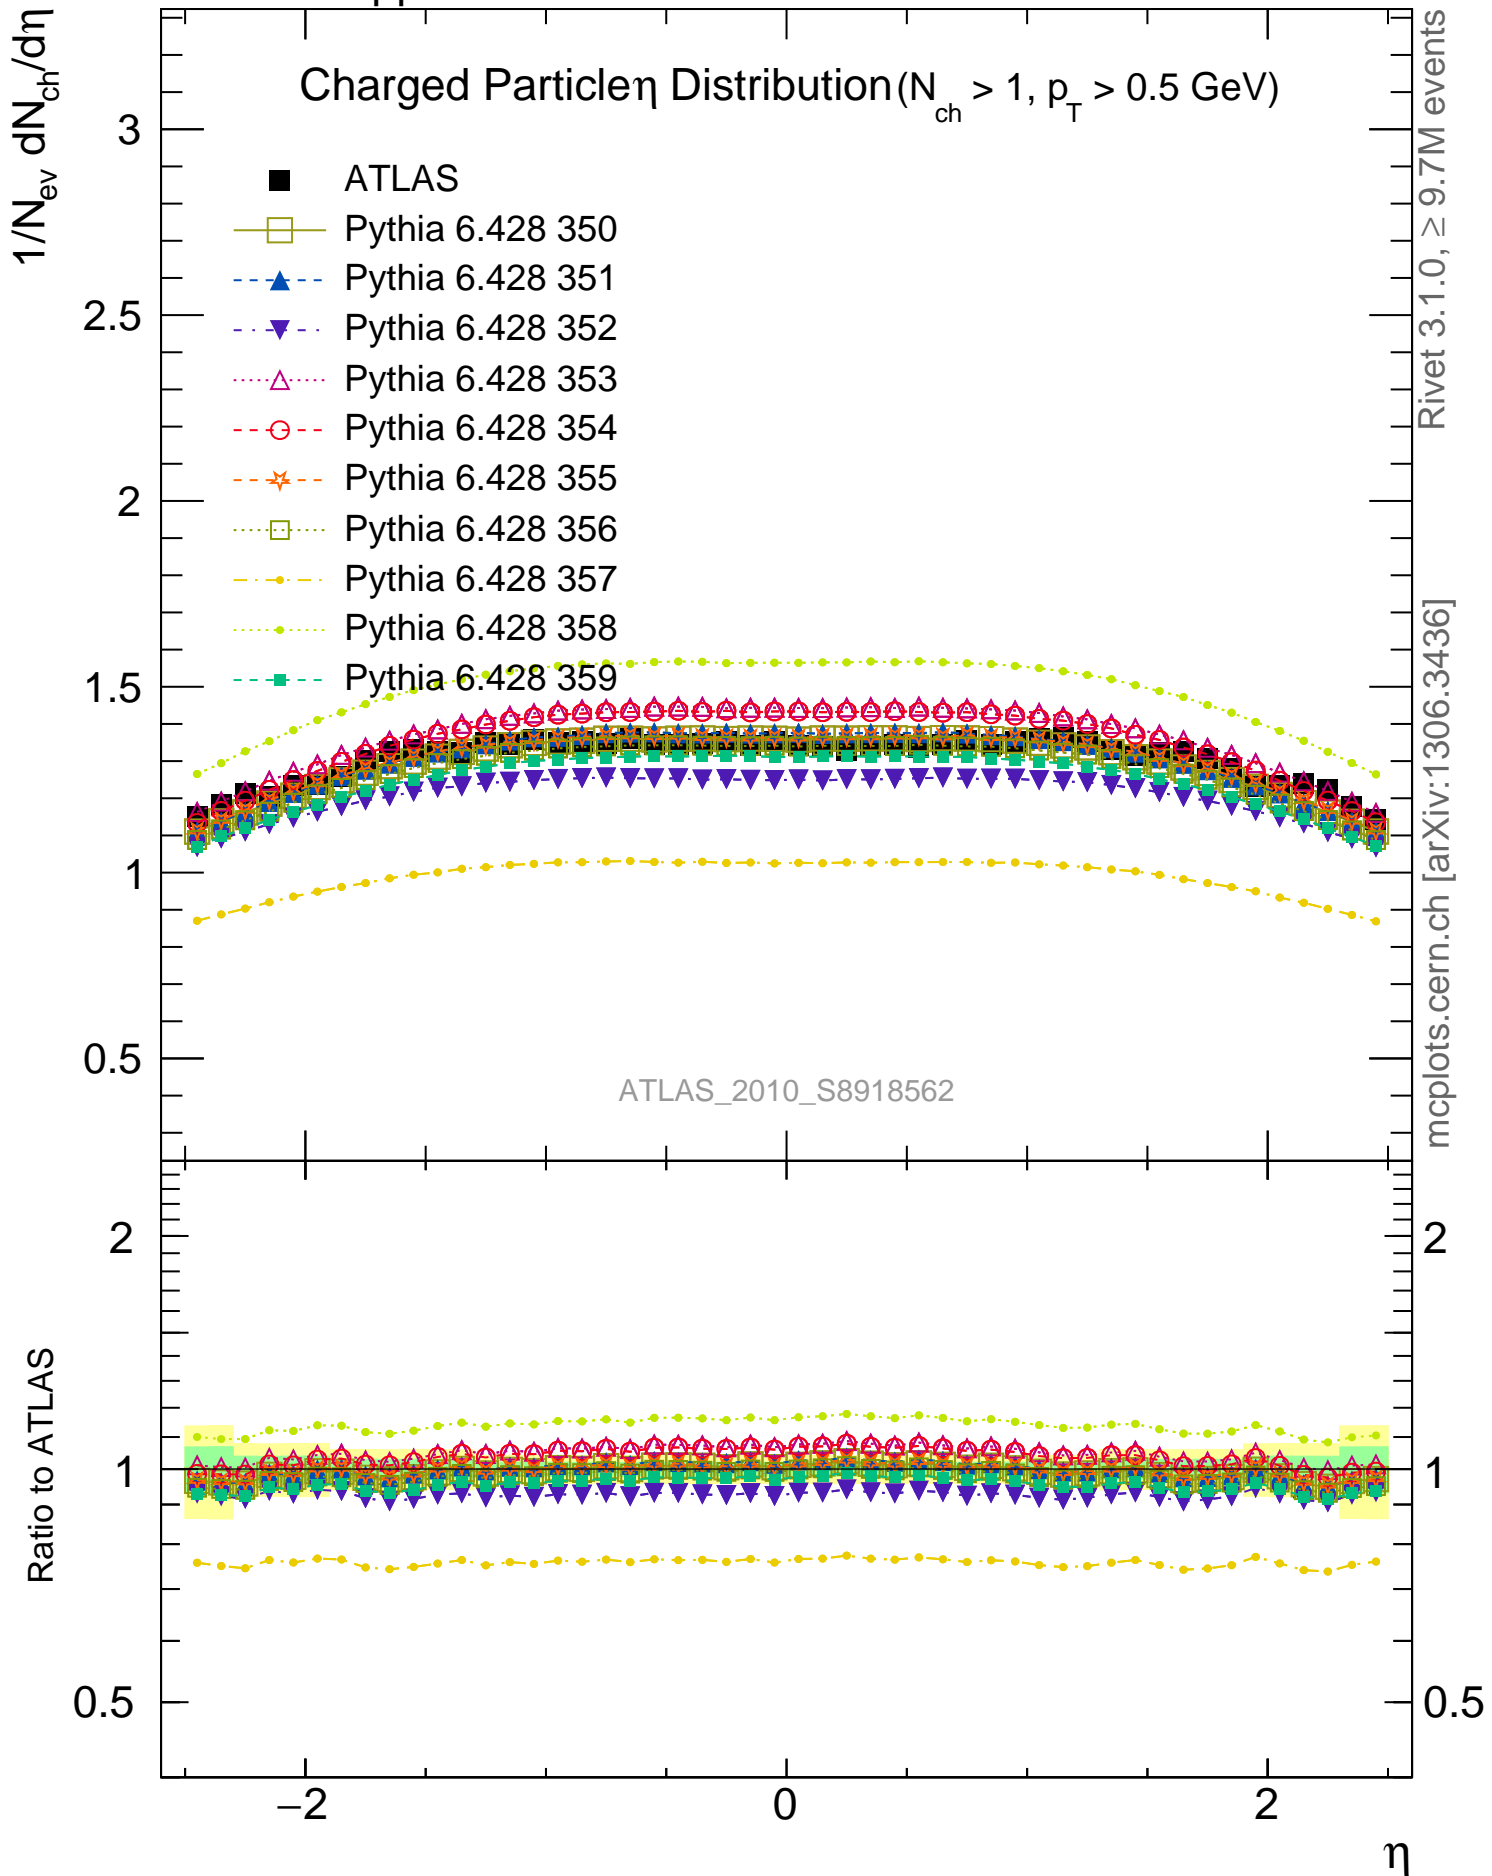 1/N_ev dN_ch/dη
Charged Particle η Distribution (N_ch > 1, p_T > 0.5 GeV)
ATLAS
Pythia 6.428 350
Pythia 6.428 351
Pythia 6.428 352
Pythia 6.428 353
Pythia 6.428 354
Pythia 6.428 355
Pythia 6.428 356
Pythia 6.428 357
Pythia 6.428 358
Pythia 6.428 359
3
2.5
2
1.5
1
0.5
ATLAS_2010_S8918562
Rivet 3.1.0, ≥ 9.7M events
mcplots.cern.ch [arXiv:1306.3436]
Ratio to ATLAS
2
1
0.5
2
1
0.5
−2
0
2
η